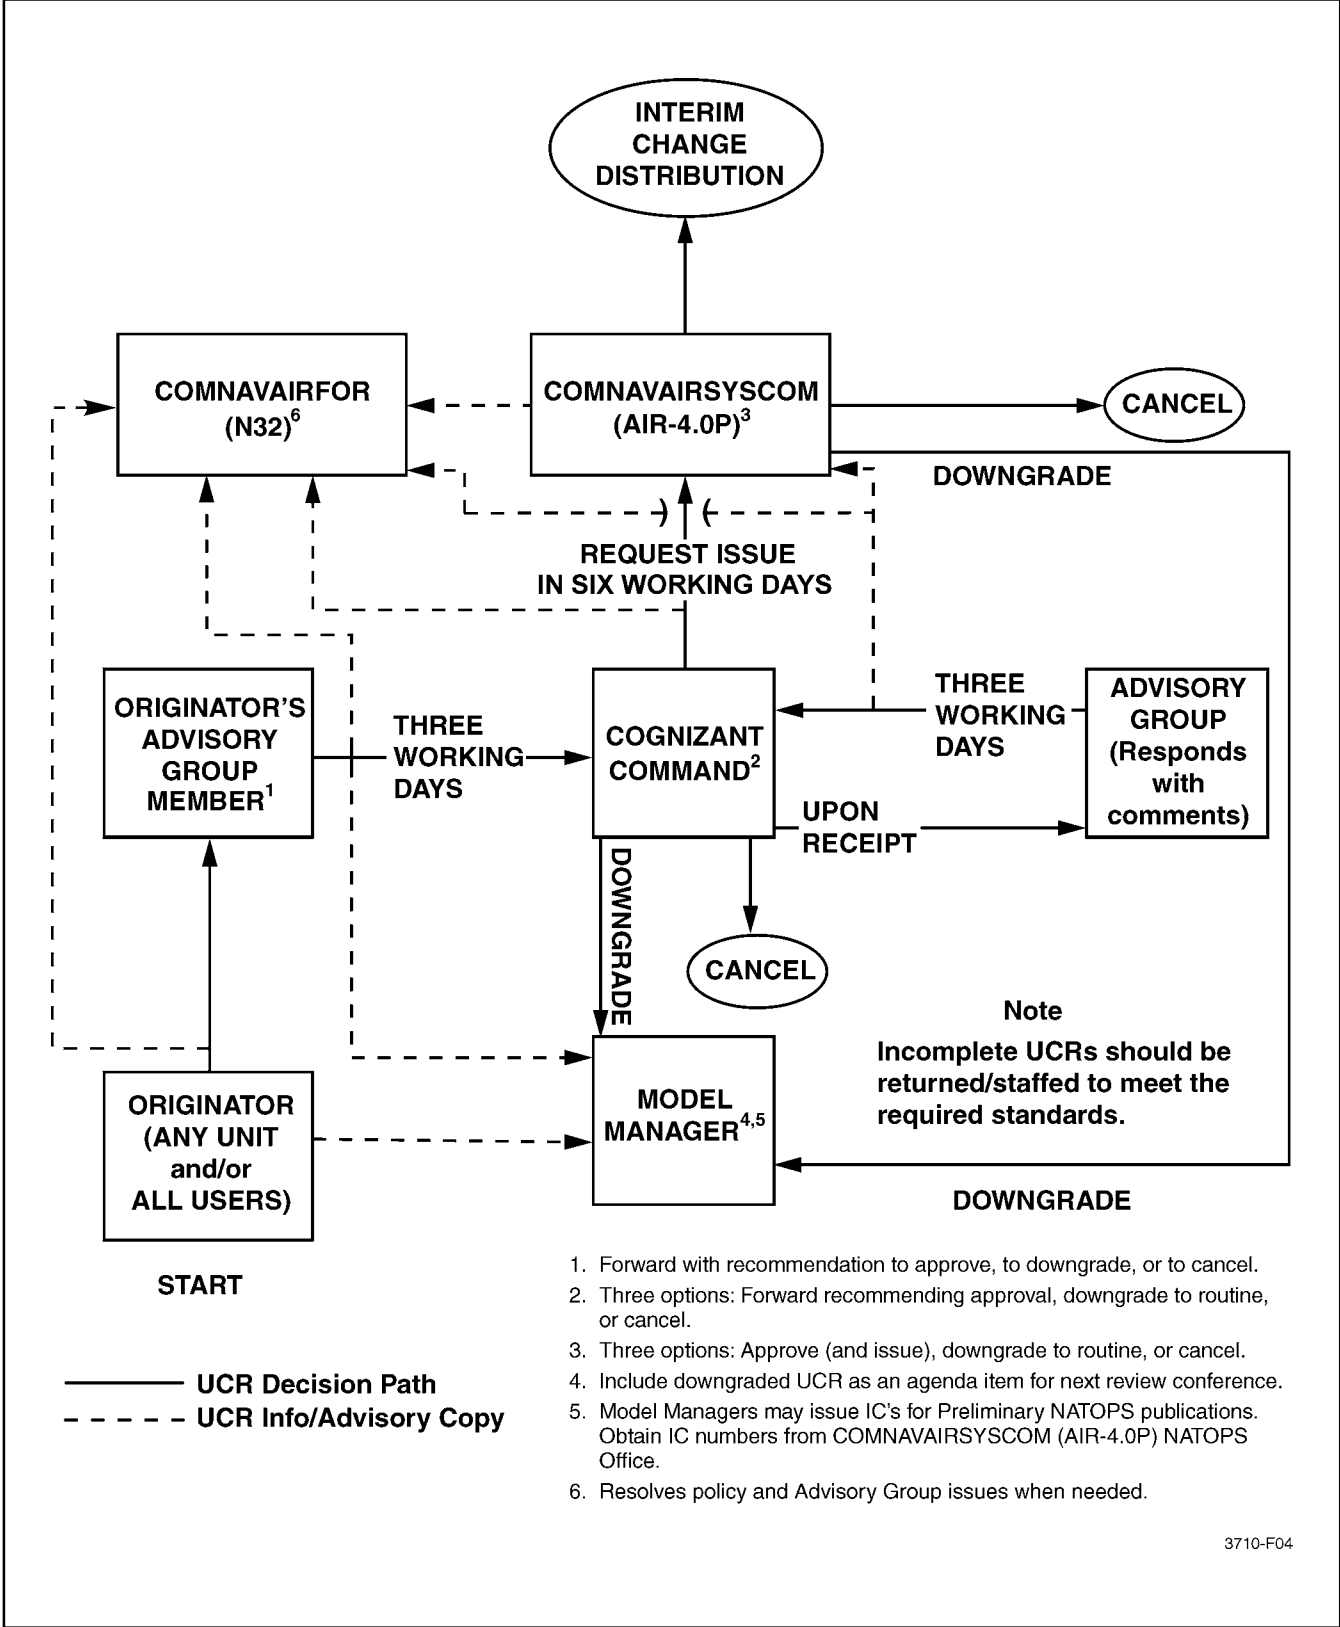 INTERIM
CHANGE
DISTRIBUTION
COMNAVAIRFOR
(N32)6
COMNAVAIRSYSCOM
(AIR-4.0P)3
CANCEL
DOWNGRADE
REQUEST ISSUE
IN SIX WORKING DAYS
ORIGINATOR'S
ADVISORY
GROUP
MEMBER1
THREE
WORKING
DAYS
COGNIZANT
COMMAND2
THREE
WORKING
DAYS
ADVISORY
GROUP
(Responds
with
comments)
UPON
RECEIPT
DOWNGRADE
CANCEL
Note
Incomplete UCRs should be
returned/staffed to meet the
required standards.
ORIGINATOR
(ANY UNIT
and/or
ALL USERS)
MODEL
MANAGER4,5
DOWNGRADE
START
1. Forward with recommendation to approve, to downgrade, or to cancel.
2. Three options: Forward recommending approval, downgrade to routine,
or cancel.
3. Three options: Approve (and issue), downgrade to routine, or cancel.
4. Include downgraded UCR as an agenda item for next review conference.
5. Model Managers may issue IC's for Preliminary NATOPS publications.
Obtain IC numbers from COMNAVAIRSYSCOM (AIR-4.0P) NATOPS
Office.
6. Resolves policy and Advisory Group issues when needed.
UCR Decision Path
UCR Info/Advisory Copy
3710-F04